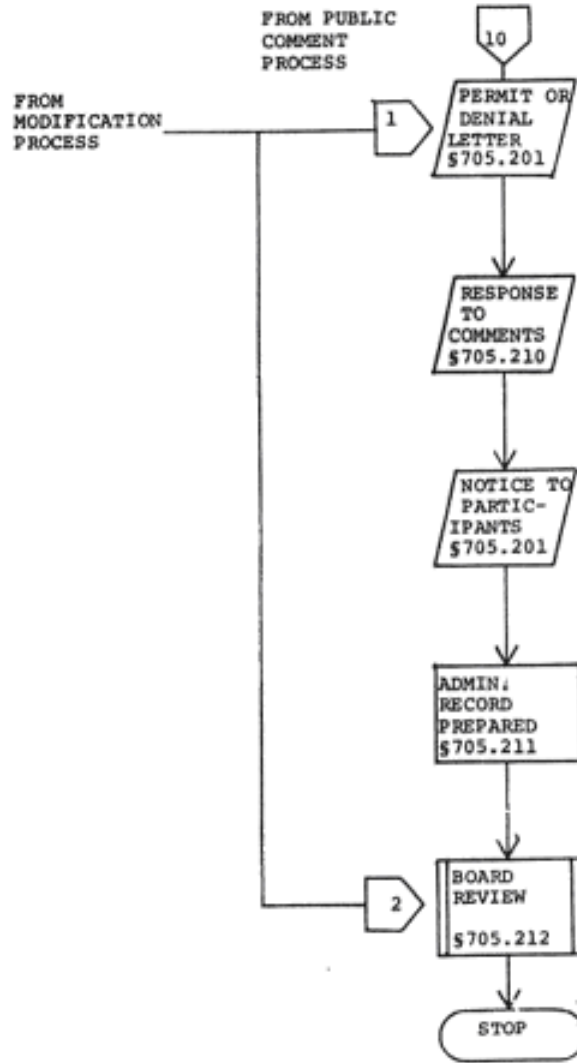 FROM PUBLIC
COMMENT
PROCESS
10
FROM
MODIFICATION
PROCESS
1
PERMIT OR
DENIAL
LETTER
§705.201
RESPONSE
TO
COMMENTS
§705.210
NOTICE TO
PARTIC-
IPANTS
§705.201
ADMIN.
RECORD
PREPARED
§705.211
2
BOARD
REVIEW
§705.212
STOP